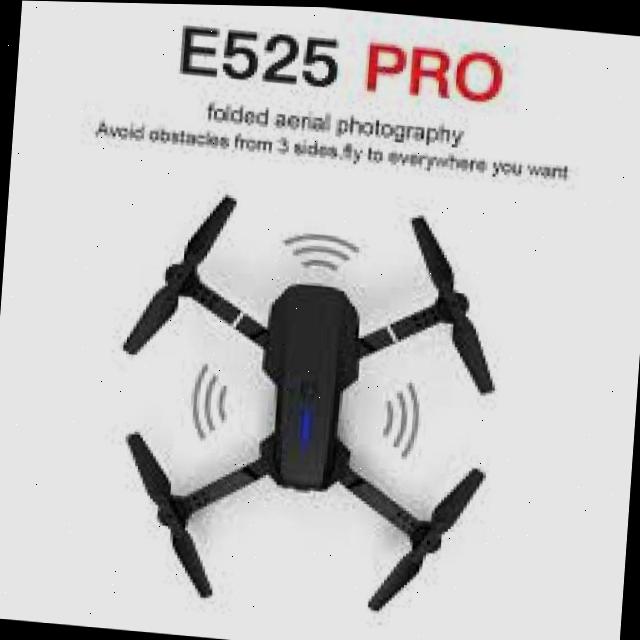 E525 PRO
folded aerial photography
Avoid obstacles from 3 sides,fly to everywhere you want